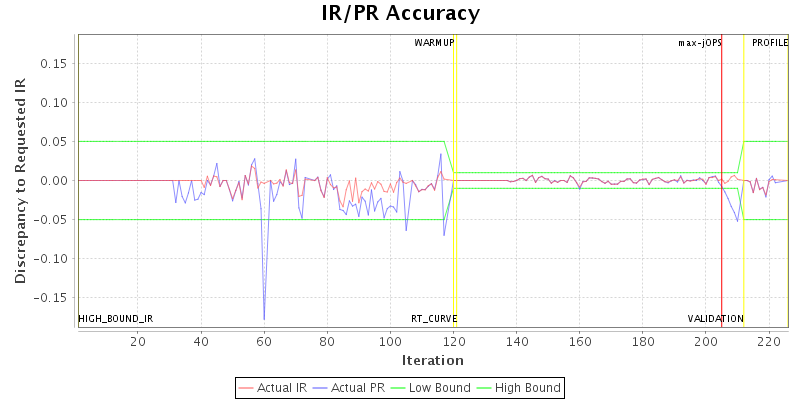 IR/PR Accuracy
Discrepancy to Requested IR
0.15
0.10
0.05
0.00
-0.05
-0.10
-0.15
WARMUP
max-jOPS
PROFILE
HIGH_BOUND_IR
RT_CURVE
VALIDATION
20 40 60 80 100 120 140 160 180 200 220
Iteration
Actual IR Actual PR Low Bound High Bound